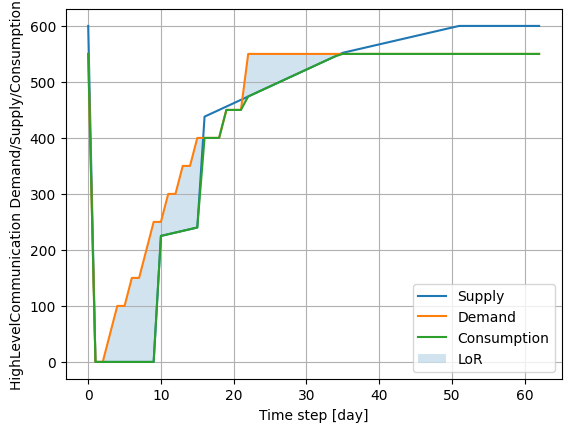 HighLevelCommunication Demand/Supply/Consumption
600
500
400
300
200
100
0
0 10 20 30 40 50 60
Time step [day]
Supply
Demand
Consumption
LoR